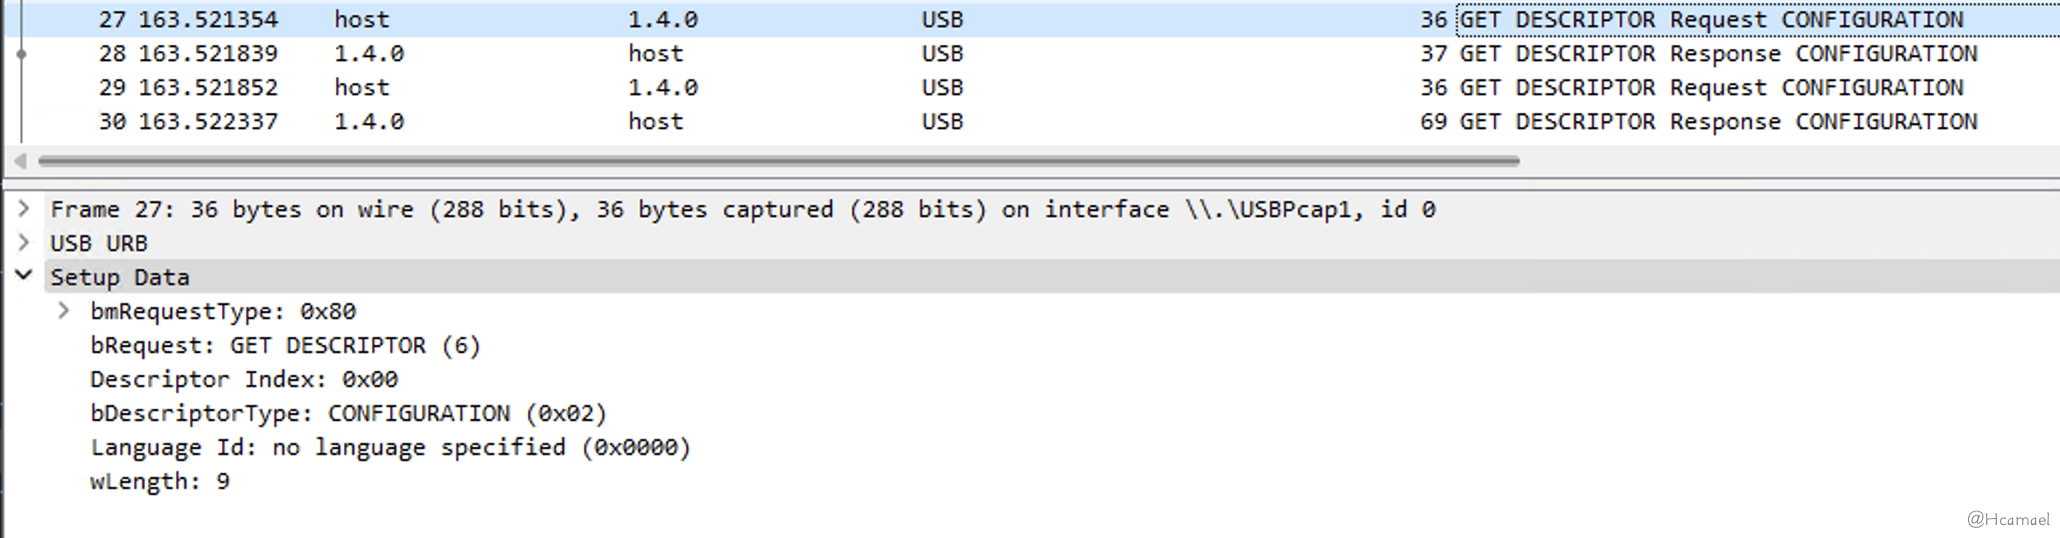 27 163.521354 host 1.4.0 USB 36 GET DESCRIPTOR Request CONFIGURATION
28 163.521839 1.4.0 host USB 37 GET DESCRIPTOR Response CONFIGURATION
29 163.521852 host 1.4.0 USB 36 GET DESCRIPTOR Request CONFIGURATION
30 163.522337 1.4.0 host USB 69 GET DESCRIPTOR Response CONFIGURATION
Frame 27: 36 bytes on wire (288 bits), 36 bytes captured (288 bits) on interface \\.\USBPcap1, id 0
USB URB
Setup Data
bmRequestType: 0x80
bRequest: GET DESCRIPTOR (6)
Descriptor Index: 0x00
bDescriptorType: CONFIGURATION (0x02)
Language Id: no language specified (0x0000)
wLength: 9
@Hcamael